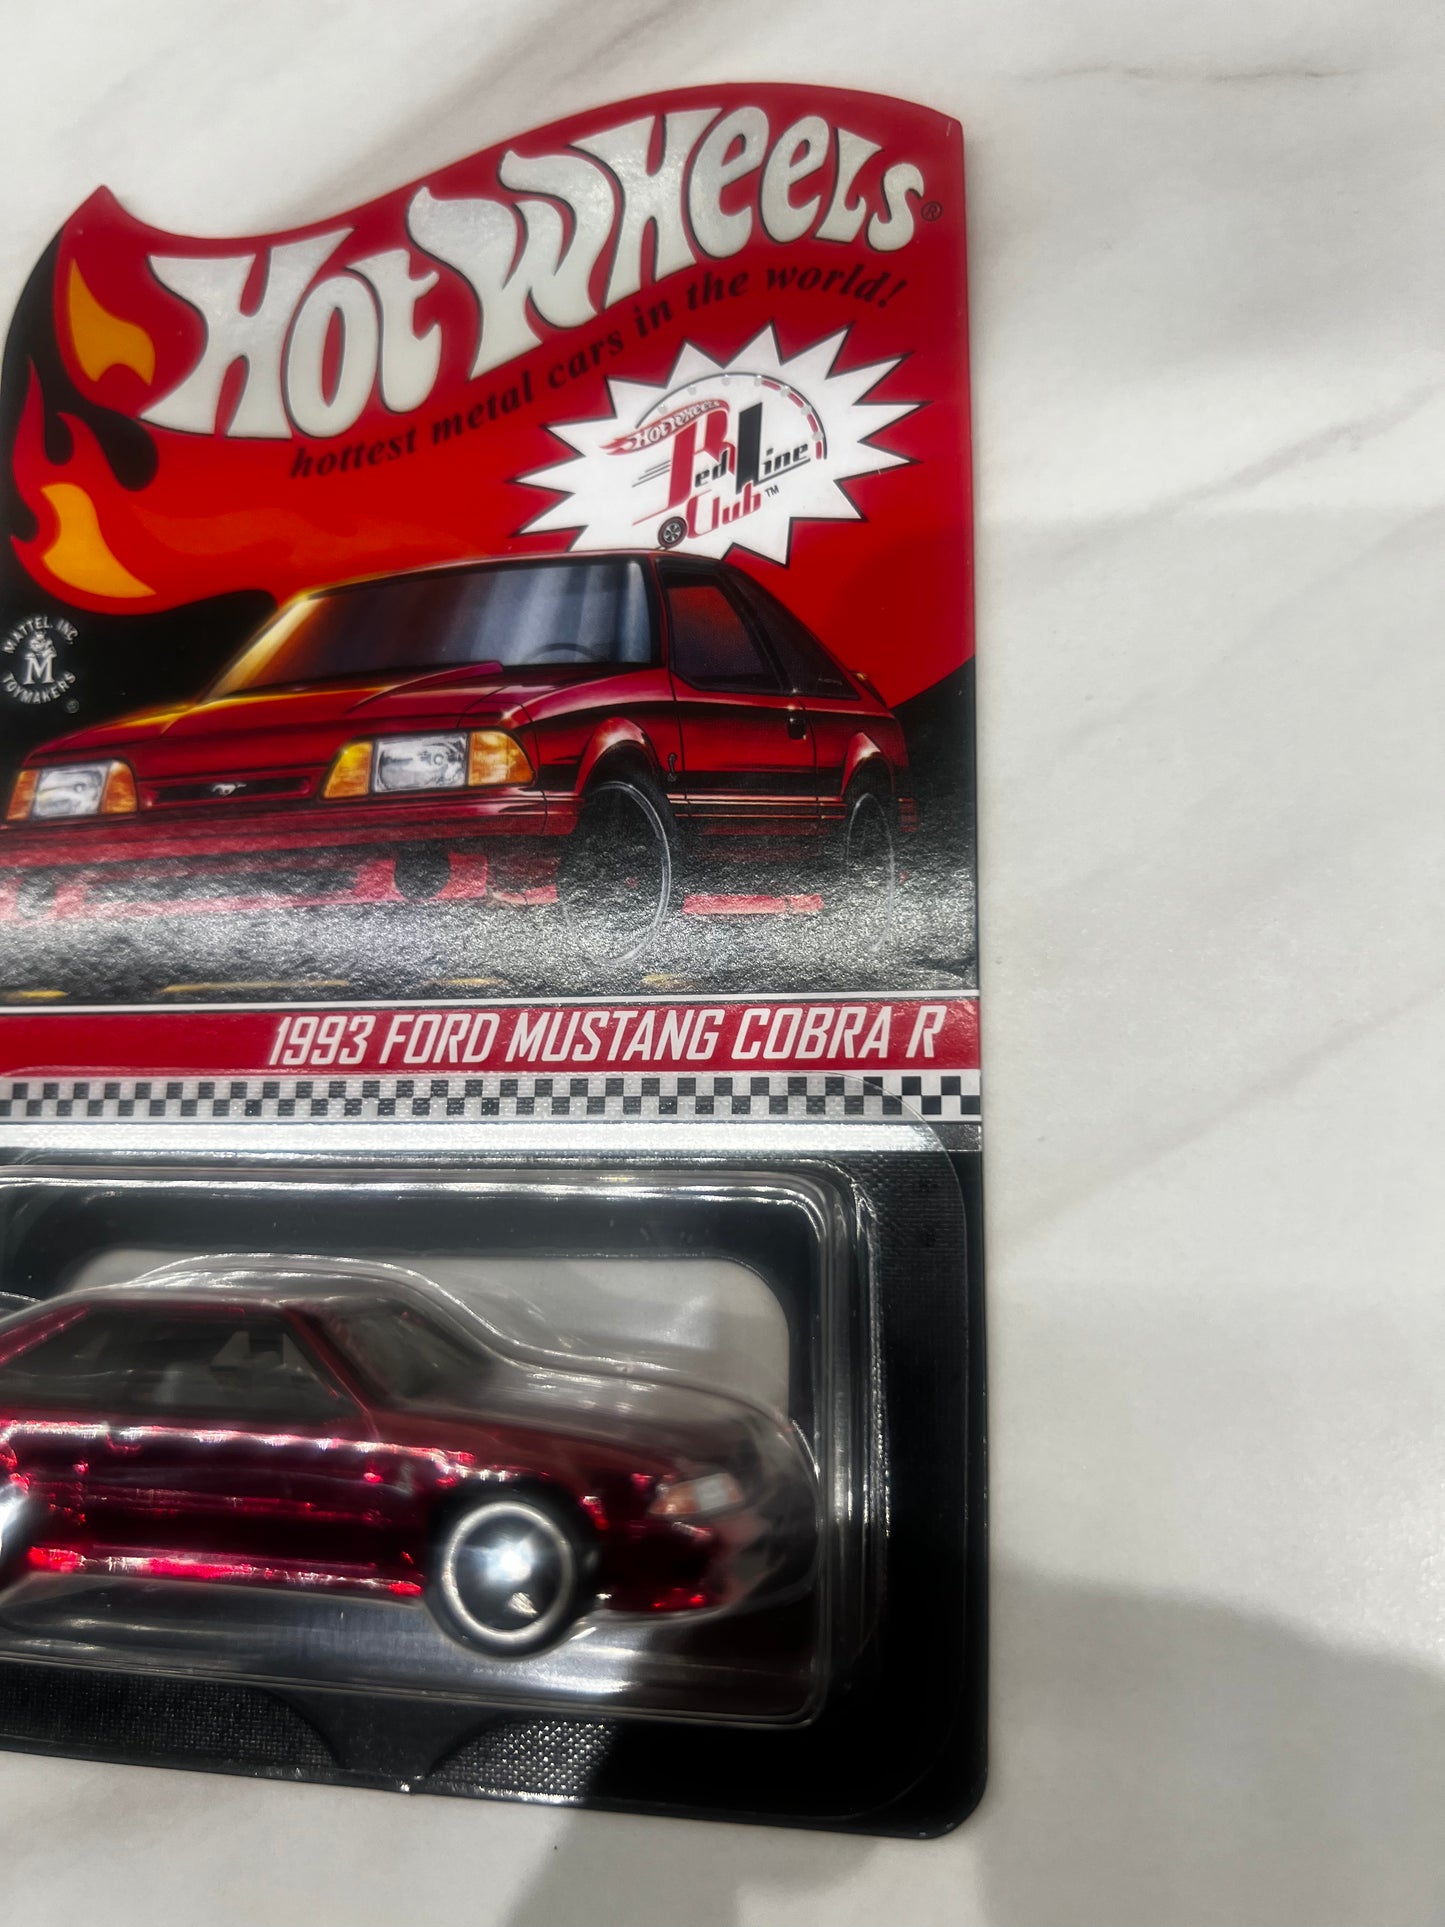 Hot Wheels®
hottest metal cars in the world!
Hot Wheels
Red Line
Club™
MATTEL, INC.
M
TOYMAKERS
®
1993 FORD MUSTANG COBRA R